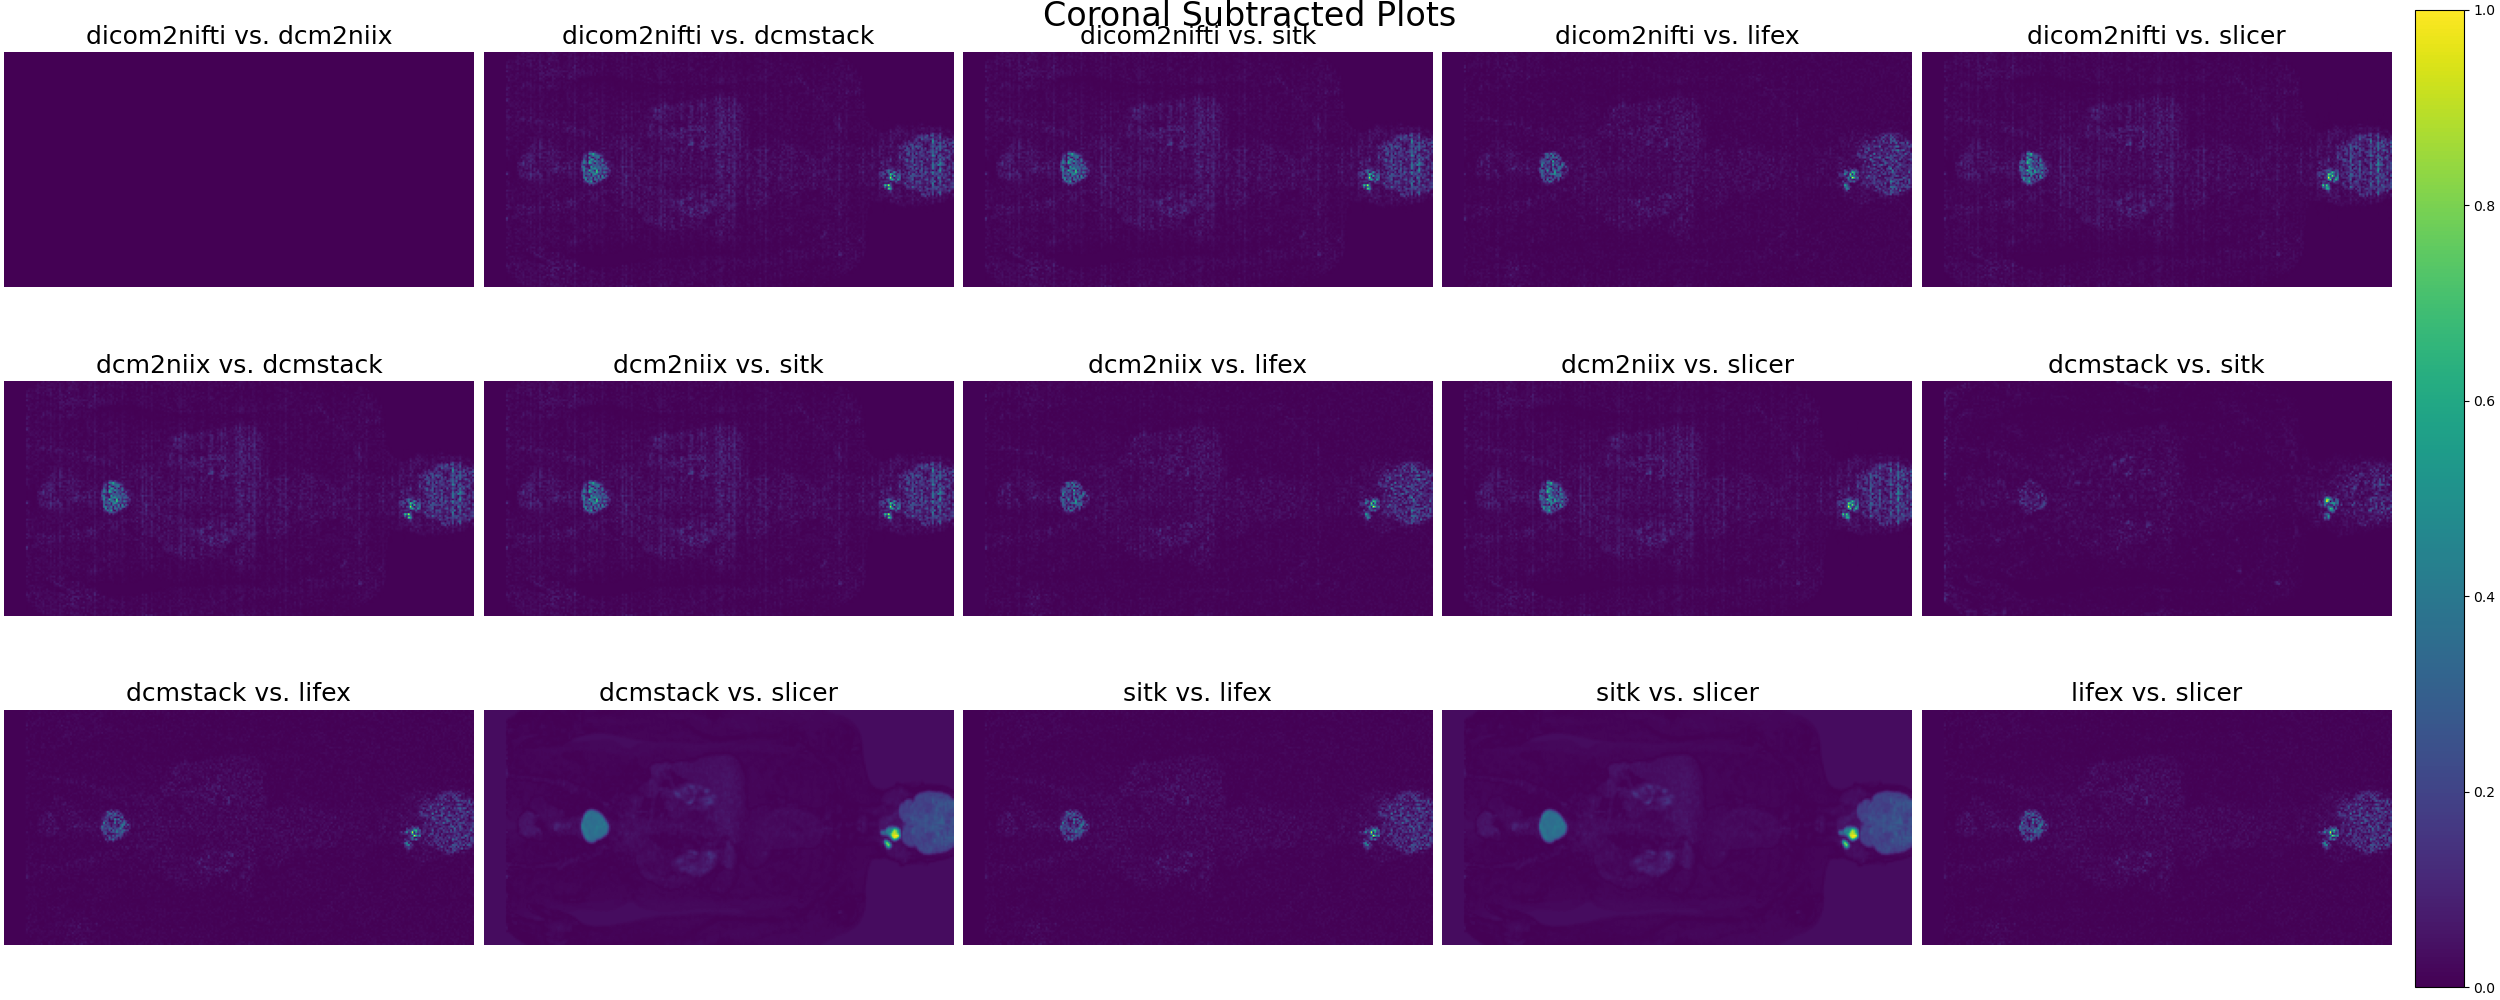 Coronal Subtracted Plots
dicom2nifti vs. dcm2niix
dicom2nifti vs. dcmstack
dicom2nifti vs. sitk
dicom2nifti vs. lifex
dicom2nifti vs. slicer
dcm2niix vs. dcmstack
dcm2niix vs. sitk
dcm2niix vs. lifex
dcm2niix vs. slicer
dcmstack vs. sitk
dcmstack vs. lifex
dcmstack vs. slicer
sitk vs. lifex
sitk vs. slicer
lifex vs. slicer
1.0
0.8
0.6
0.4
0.2
0.0